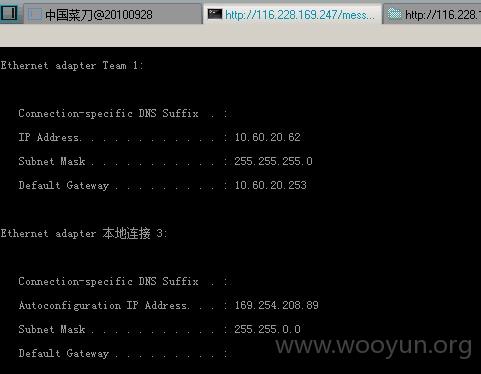 中国菜刀@20100928
http://116.228.169.247/mess...
http://116.228.1
Ethernet adapter Team 1:
Connection-specific DNS Suffix  . :
IP Address. . . . . . . . . . . . : 10.60.20.62
Subnet Mask . . . . . . . . . . . : 255.255.255.0
Default Gateway . . . . . . . . . : 10.60.20.253
Ethernet adapter 本地连接 3:
Connection-specific DNS Suffix  . :
Autoconfiguration IP Address. . . : 169.254.208.89
Subnet Mask . . . . . . . . . . . : 255.255.0.0
Default Gateway . . . . . . . . . :
www.wooyun.org